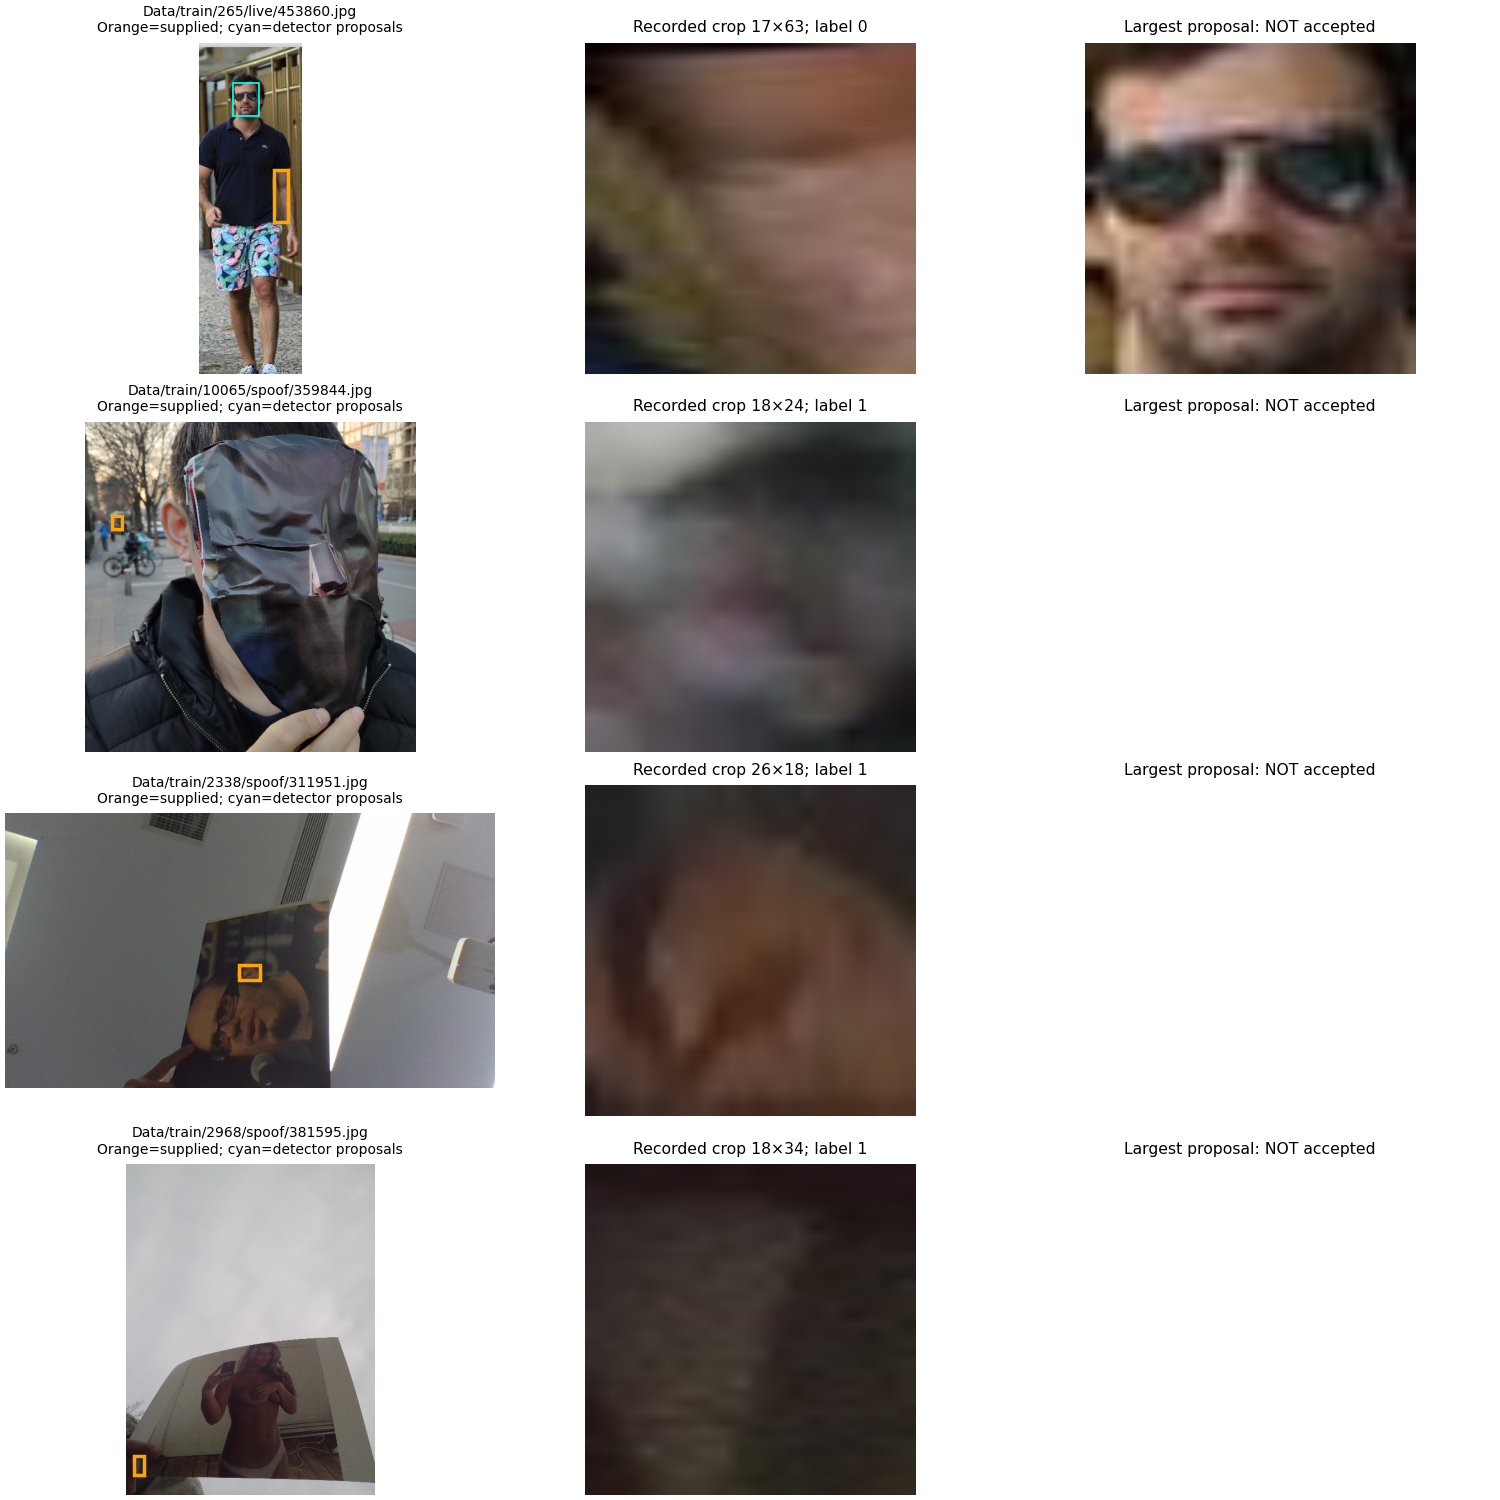 Data/train/265/live/453860.jpg
Orange=supplied; cyan=detector proposals
Recorded crop 17×63; label 0
Largest proposal: NOT accepted
Data/train/10065/spoof/359844.jpg
Orange=supplied; cyan=detector proposals
Recorded crop 18×24; label 1
Largest proposal: NOT accepted
Data/train/2338/spoof/311951.jpg
Orange=supplied; cyan=detector proposals
Recorded crop 26×18; label 1
Largest proposal: NOT accepted
Data/train/2968/spoof/381595.jpg
Orange=supplied; cyan=detector proposals
Recorded crop 18×34; label 1
Largest proposal: NOT accepted